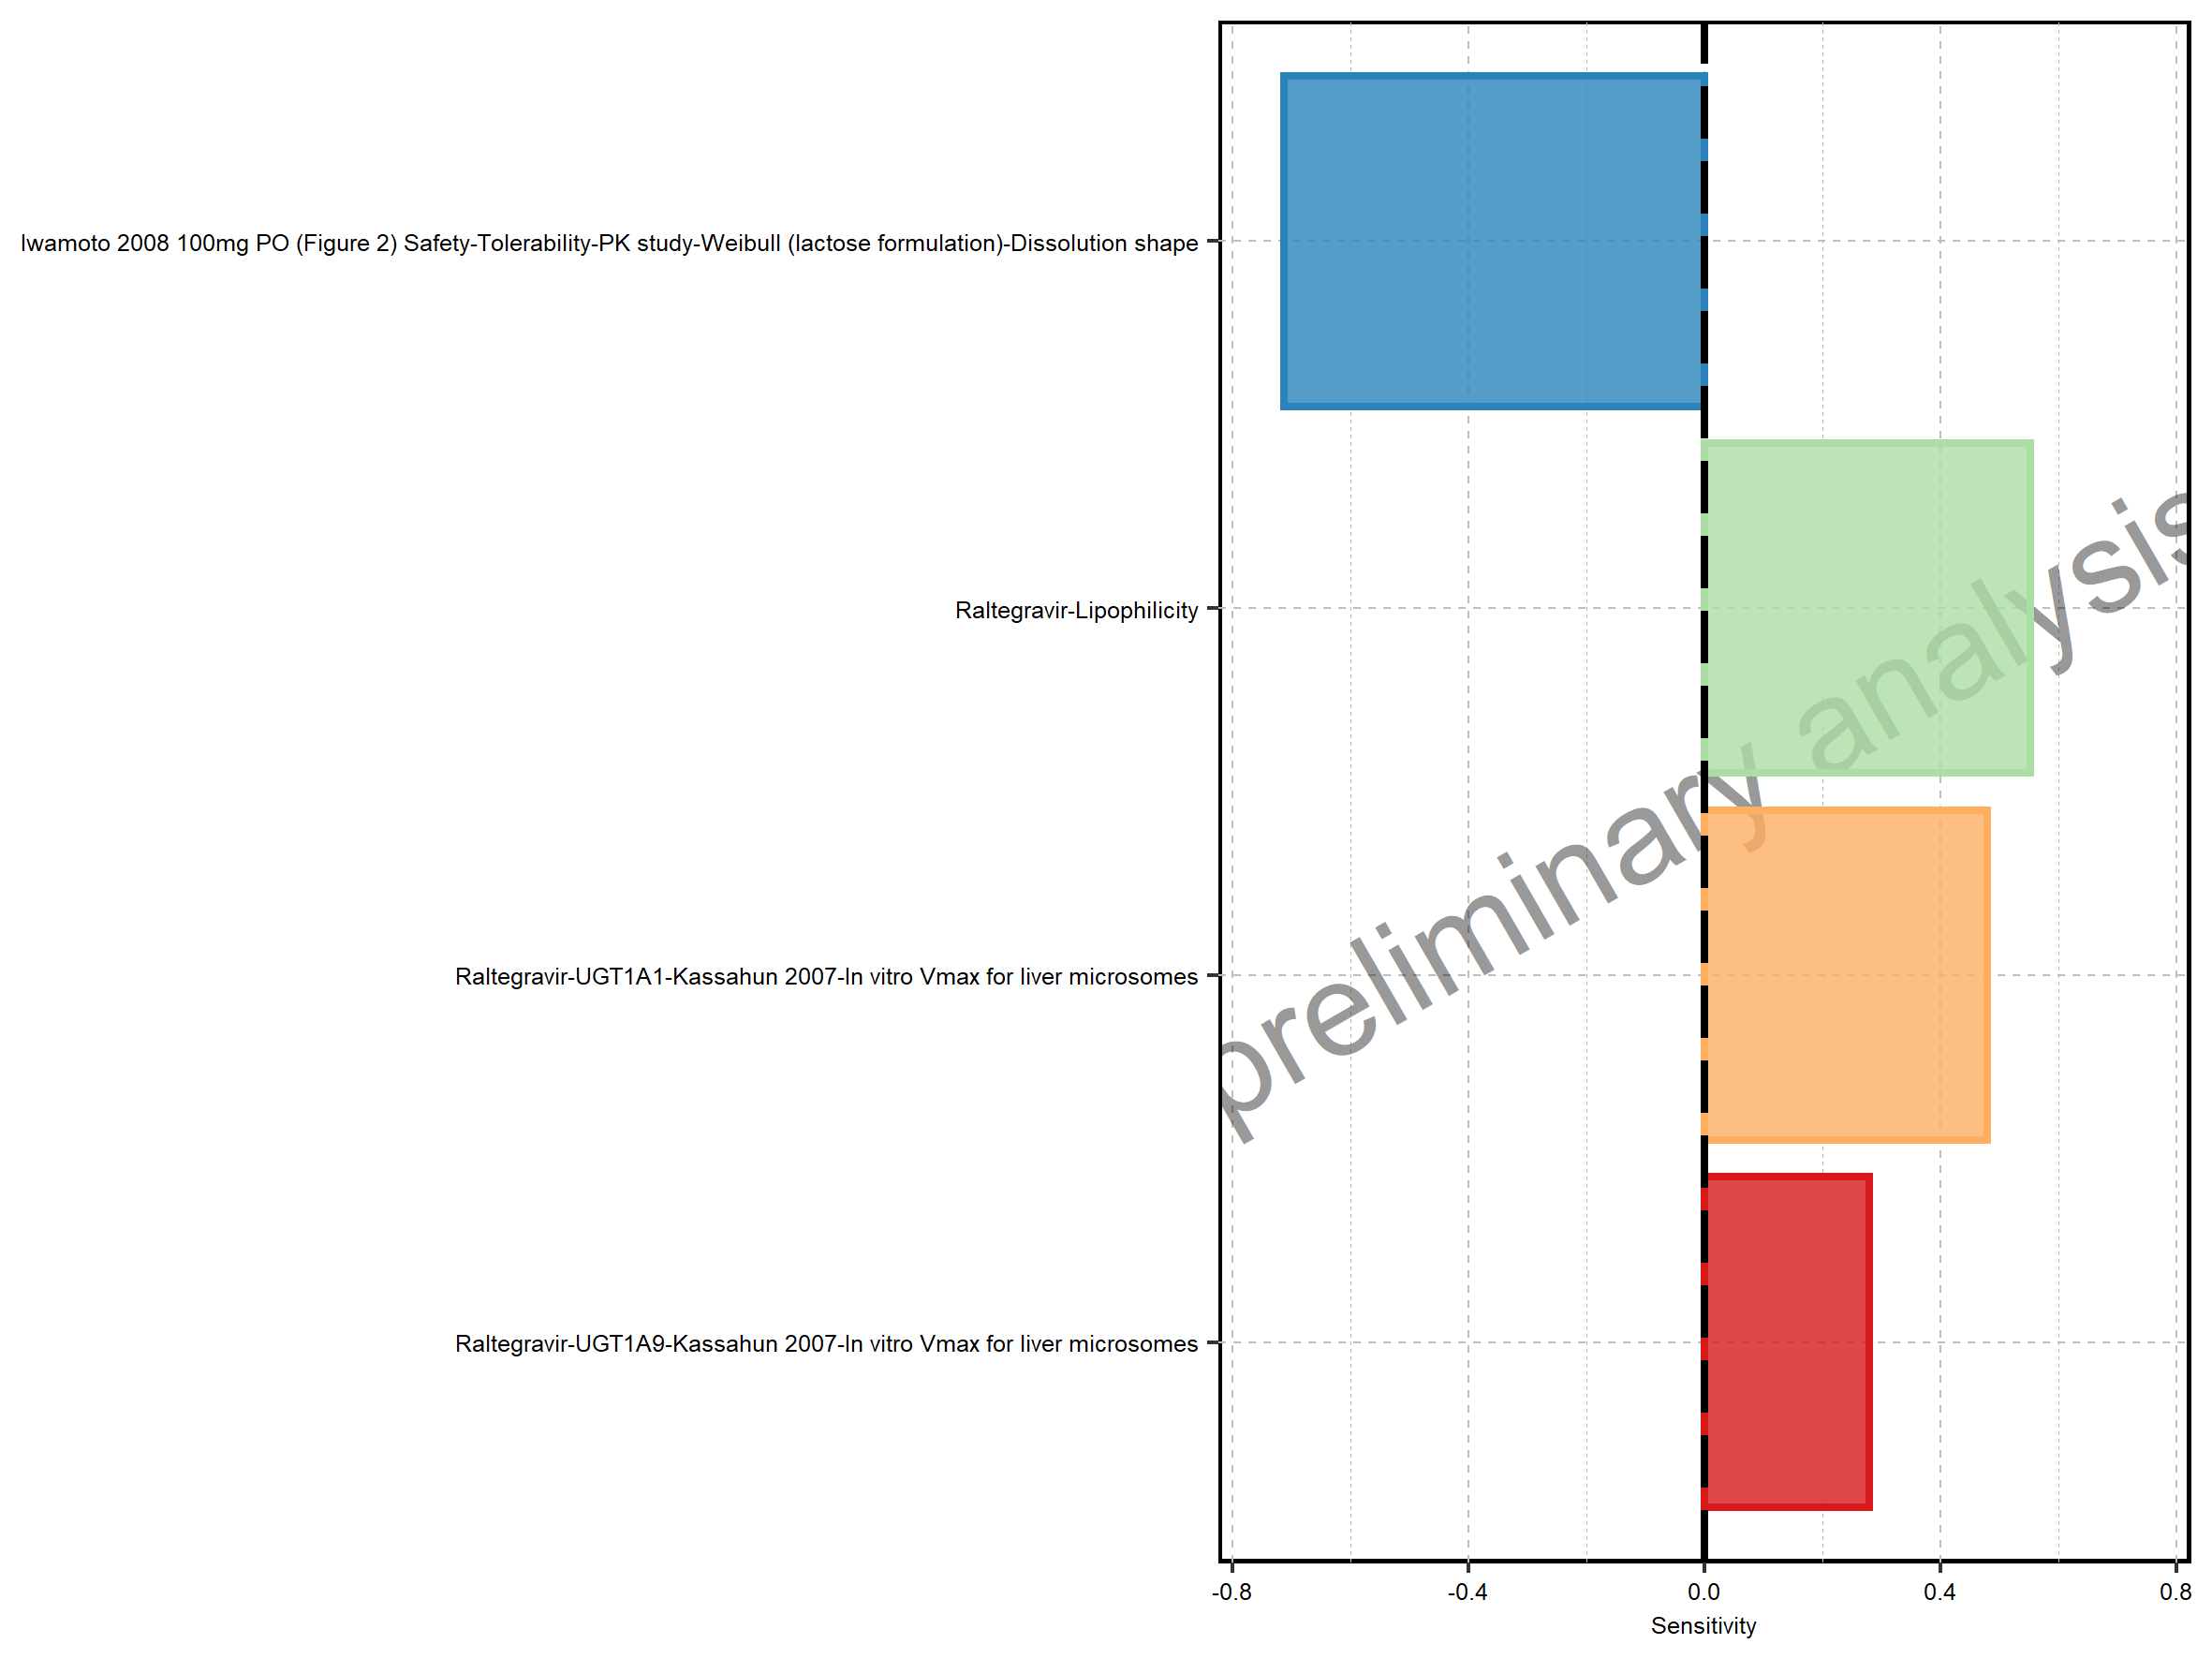 Iwamoto 2008 100mg PO (Figure 2) Safety-Tolerability-PK study-Weibull (lactose formulation)-Dissolution shape
Raltegravir-Lipophilicity
Raltegravir-UGT1A1-Kassahun 2007-In vitro Vmax for liver microsomes
Raltegravir-UGT1A9-Kassahun 2007-In vitro Vmax for liver microsomes
preliminary analysis
-0.8 -0.4 0.0 0.4 0.8
Sensitivity